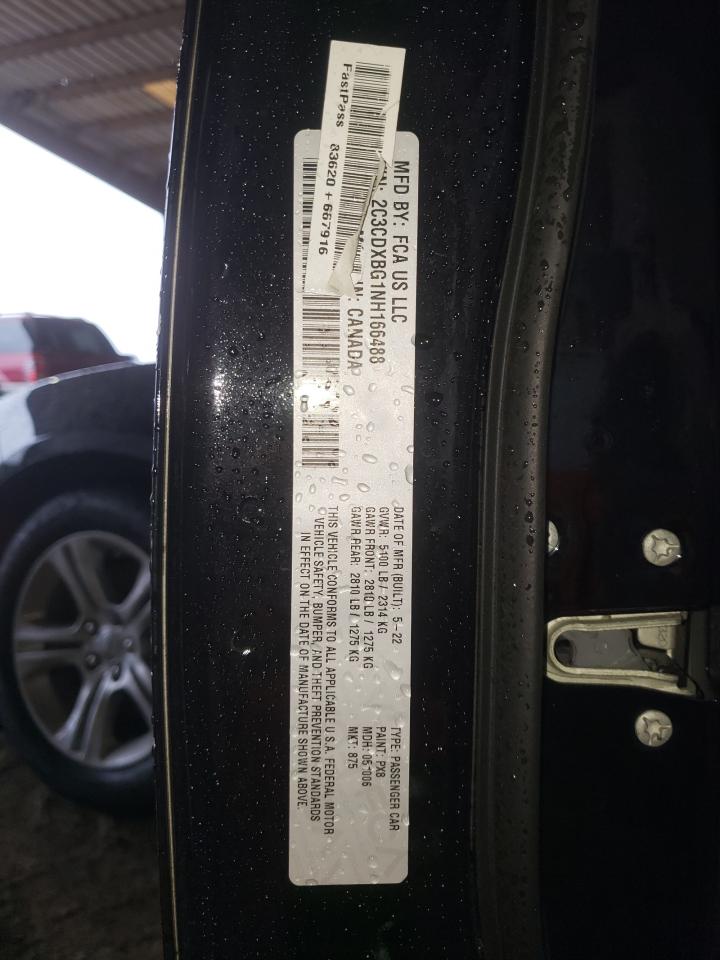 FastPass
83620 + 667916
MFD BY: FCA US LLC
2C3CDXBG1NH166488
IN: CANADA
DATE OF MFR (BUILT): 5-22
GVWR: 5100 LB / 2314 KG
GAWR FRONT: 2810 LB / 1275 KG
GAWR REAR: 2810 LB / 1275 KG
TYPE: PASSENGER CAR
PAINT: PX8
MDH:
MKT: 875
THIS VEHICLE CONFORMS TO ALL APPLICABLE U.S.A. FEDERAL MOTOR
VEHICLE SAFETY, BUMPER, AND THEFT PREVENTION STANDARDS
IN EFFECT ON THE DATE OF MANUFACTURE SHOWN ABOVE.